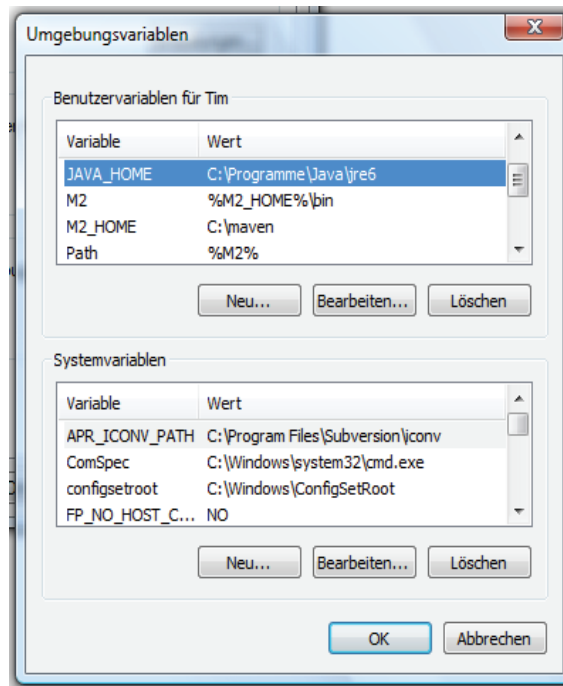 Umgebungsvariablen
Benutzervariablen für Tim
Variable Wert
JAVA_HOME C:\Programme\Java\jre6
M2 %M2_HOME%\bin
M2_HOME C:\maven
Path %M2%
Neu... Bearbeiten... Löschen
Systemvariablen
Variable Wert
APR_ICONV_PATH C:\Program Files\Subversion\iconv
ComSpec C:\Windows\system32\cmd.exe
configsetroot C:\Windows\ConfigSetRoot
FP_NO_HOST_C... NO
Neu... Bearbeiten... Löschen
OK Abbrechen